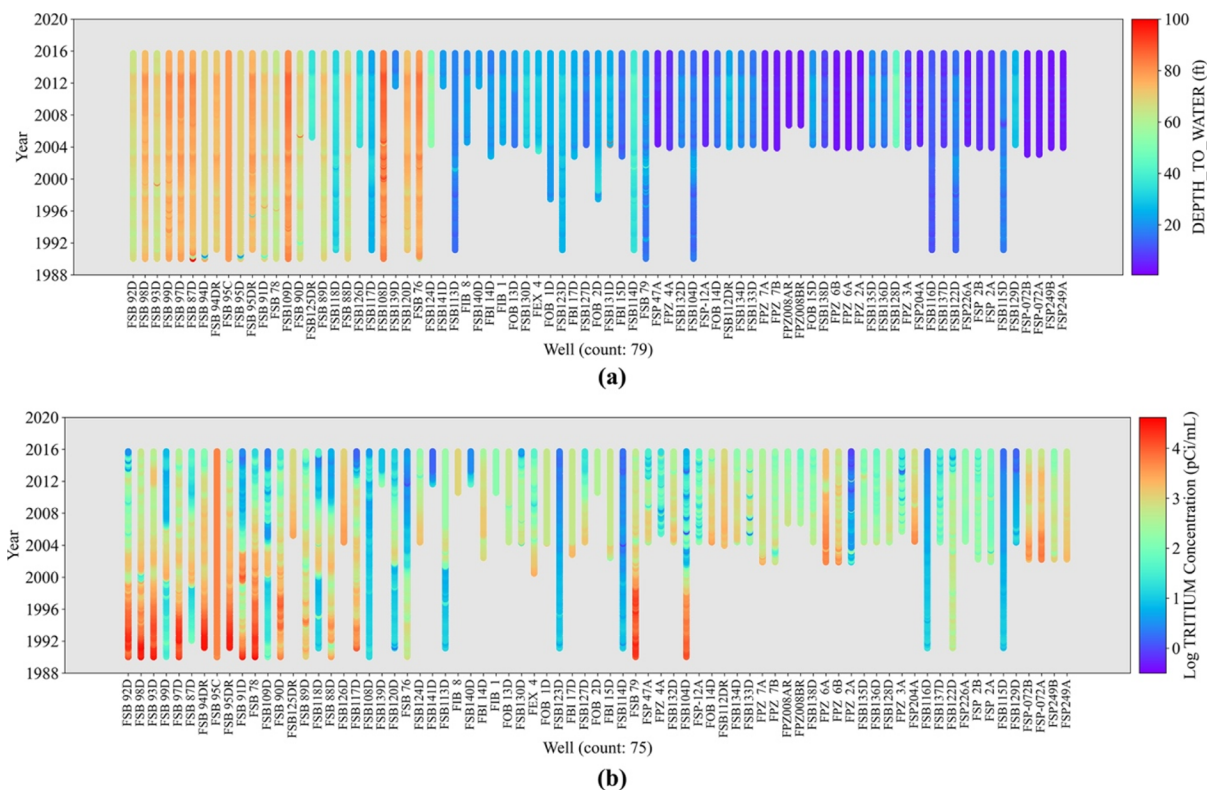 (a)
2020
2016
2012
2008
2004
2000
1996
1992
1988
Year
FSB 92D
FSB 98D
FSB 93D
FSB 99D
FSB 97D
FSB 87D
FSB 94D
FSB 94DR
FSB 95C
FSB 95D
FSB 95DR
FSB 91D
FSB 78
FSB109D
FSB 90D
FSB125DR
FSB 89D
FSB118D
FSB 88D
FSB126D
FSB117D
FSB108D
FSB139D
FSB120D
FSB 76
FSB124D
FSB141D
FSB113D
FIB 8
FSB140D
FBI 14D
FIB 1
FOB 13D
FSB130D
FEX 4
FOB 1D
FSB123D
FBI 17D
FSB127D
FOB 2D
FSB131D
FBI 15D
FSB114D
FSB 79
FSP 47A
FPZ 4A
FSB132D
FSB104D
FSP-12A
FOB 14D
FSB112DR
FSB134D
FSB133D
FPZ 7A
FPZ 7B
FPZ008AR
FPZ008BR
FOB 15D
FSB138D
FPZ 6B
FPZ 6A
FPZ 2A
FSB135D
FSB136D
FSB128D
FPZ 3A
FSP204A
FSB116D
FSB137D
FSB122D
FSP226A
FSP 2B
FSP 2A
FSB115D
FSB129D
FSP-072B
FSP-072A
FSP249B
FSP249A
Well (count: 79)
100
80
60
40
20
DEPTH_TO_WATER (ft)
(a)
2020
2016
2012
2008
2004
2000
1996
1992
1988
Year
FSB 92D
FSB 98D
FSB 93D
FSB 99D
FSB 97D
FSB 87D
FSB 94DR
FSB 95C
FSB 95DR
FSB 91D
FSB 78
FSB109D
FSB 90D
FSB125DR
FSB 89D
FSB118D
FSB 88D
FSB126D
FSB117D
FSB108D
FSB139D
FSB120D
FSB 76
FSB124D
FSB141D
FSB113D
FIB 8
FSB140D
FBI 14D
FIB 1
FOB 13D
FSB130D
FEX 4
FOB 1D
FSB123D
FBI 17D
FSB127D
FOB 2D
FBI 15D
FSB114D
FSB 79
FSP 47A
FPZ 4A
FSB132D
FSB104D
FSP-12A
FOB 14D
FSB112DR
FSB134D
FSB133D
FPZ 7A
FPZ 7B
FPZ008AR
FPZ008BR
FSB138D
FPZ 6A
FPZ 6B
FPZ 2A
FSB135D
FSB136D
FSB128D
FPZ 3A
FSP204A
FSB116D
FSB137D
FSB122D
FSP226A
FSP 2B
FSP 2A
FSB115D
FSB129D
FSP-072B
FSP-072A
FSP249B
FSP249A
Well (count: 75)
4
3
2
1
0
Log TRITIUM Concentration (pCi/mL)
(b)